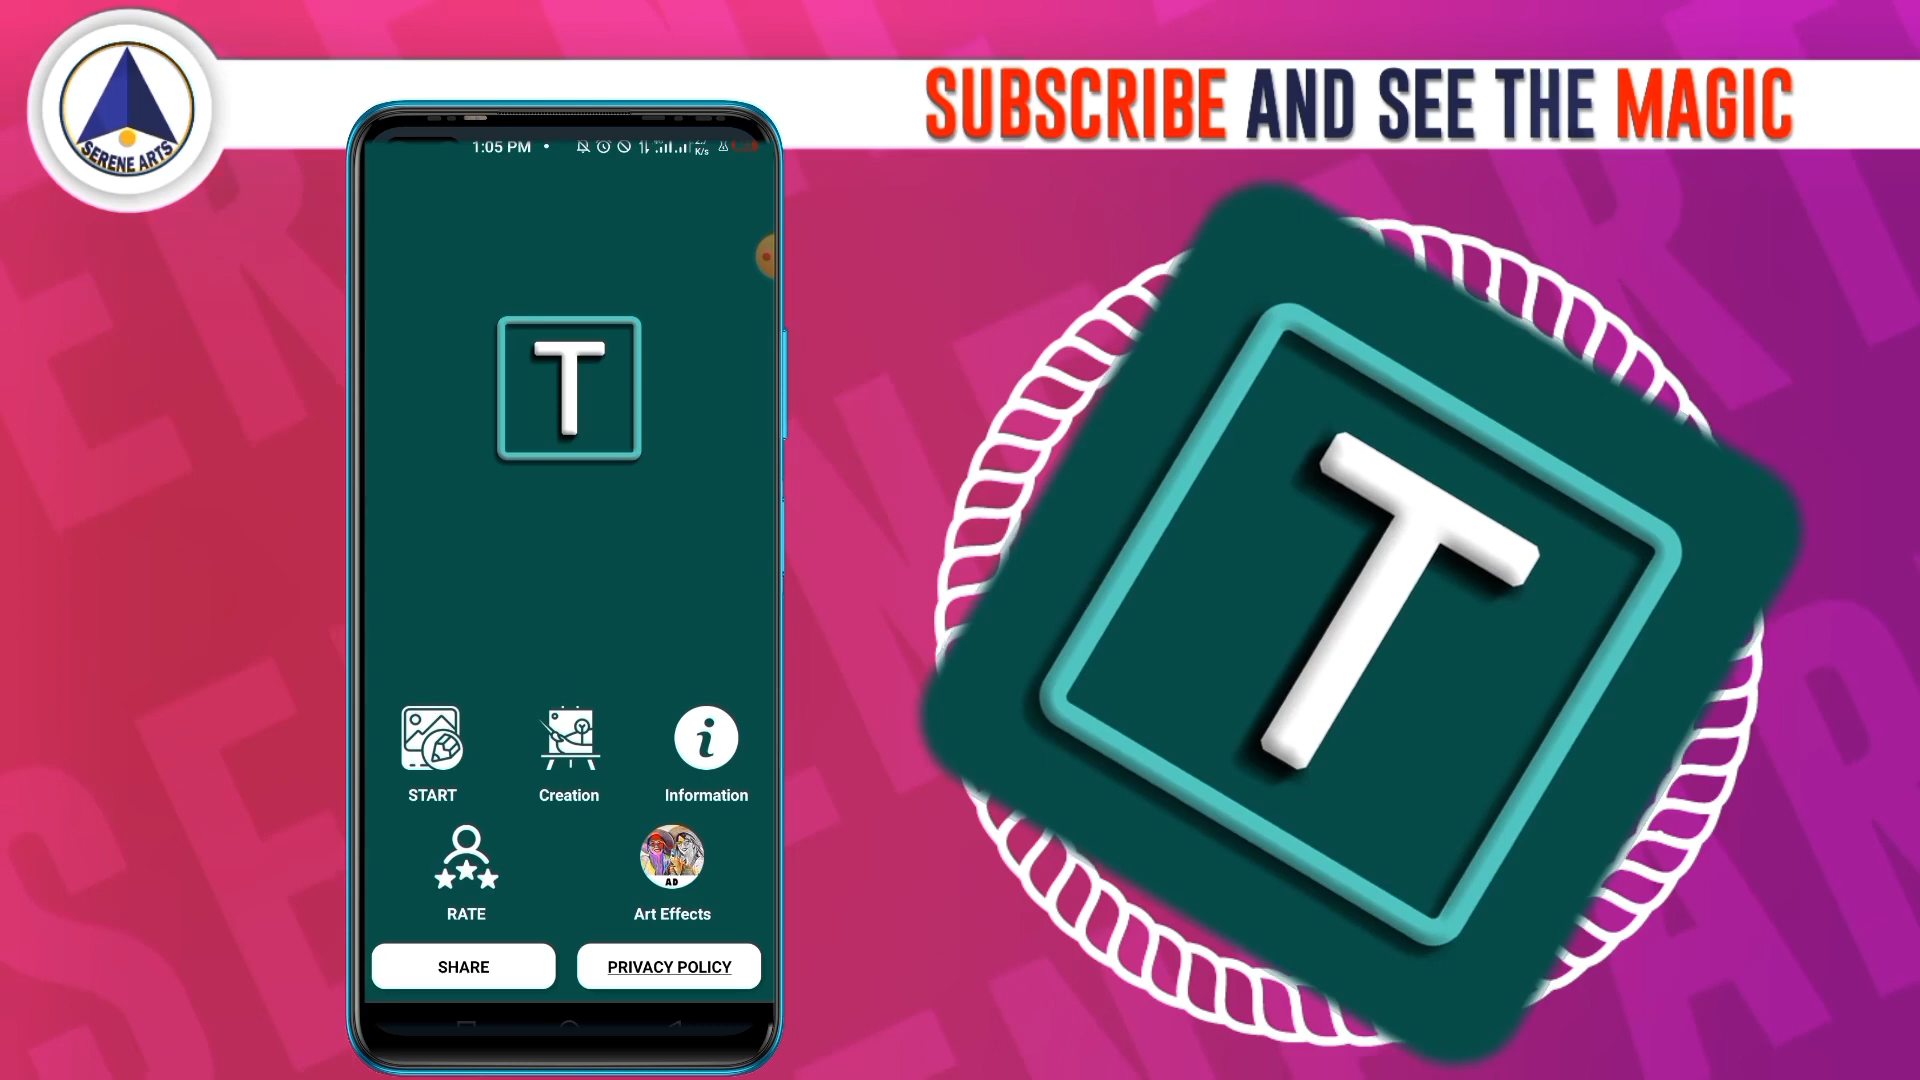 SUBSCRIBE AND SEE THE MAGIC
SERENE ARTS
1:05 PM
K/s
T
T
START
Creation
Information
AD
RATE
Art Effects
SHARE
PRIVACY POLICY